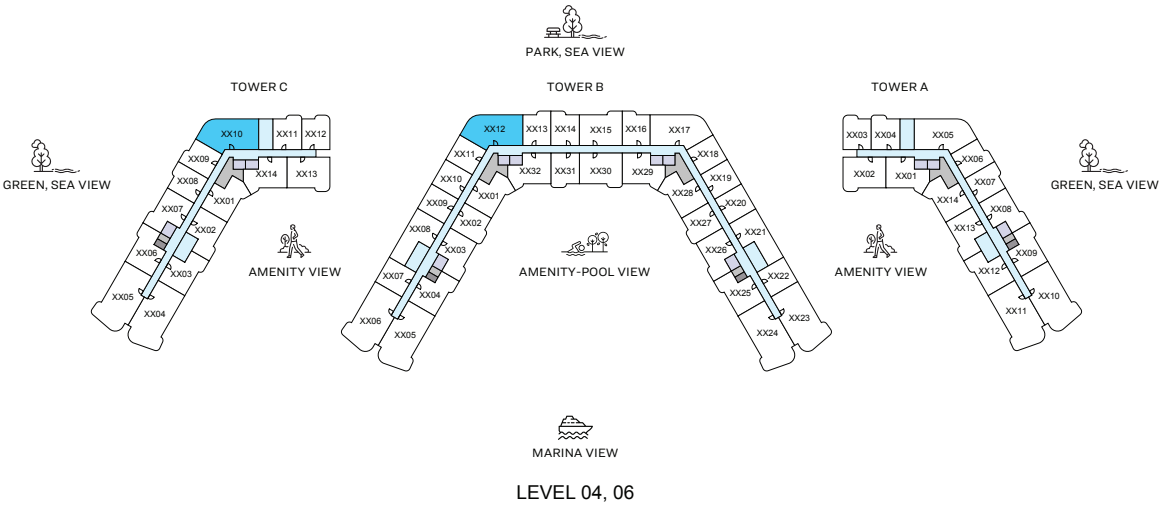 PARK, SEA VIEW
TOWER C
TOWER B
TOWER A
GREEN, SEA VIEW
GREEN, SEA VIEW
XX10
XX11
XX12
XX09
XX14
XX13
XX08
XX01
XX07
XX02
XX06
XX03
XX05
XX04
AMENITY VIEW
XX12
XX13
XX14
XX15
XX16
XX17
XX11
XX32
XX31
XX30
XX29
XX18
XX10
XX01
XX28
XX19
XX09
XX02
XX27
XX20
XX08
XX03
XX26
XX21
XX07
XX04
XX25
XX22
XX06
XX05
XX24
XX23
AMENITY-POOL VIEW
XX03
XX04
XX05
XX02
XX01
XX06
XX14
XX07
XX13
XX08
XX12
XX09
XX11
XX10
AMENITY VIEW
MARINA VIEW
LEVEL 04, 06